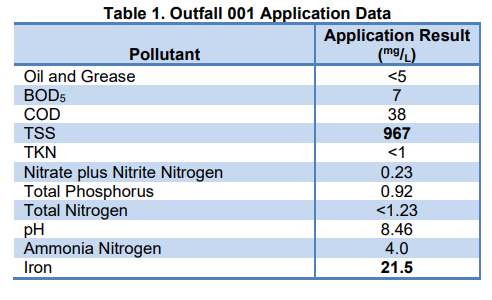 Table 1. Outfall 001 Application Data
Pollutant Application Result (mg/L)
Oil and Grease <5
BOD5 7
COD 38
TSS 967
TKN <1
Nitrate plus Nitrite Nitrogen 0.23
Total Phosphorus 0.92
Total Nitrogen <1.23
pH 8.46
Ammonia Nitrogen 4.0
Iron 21.5